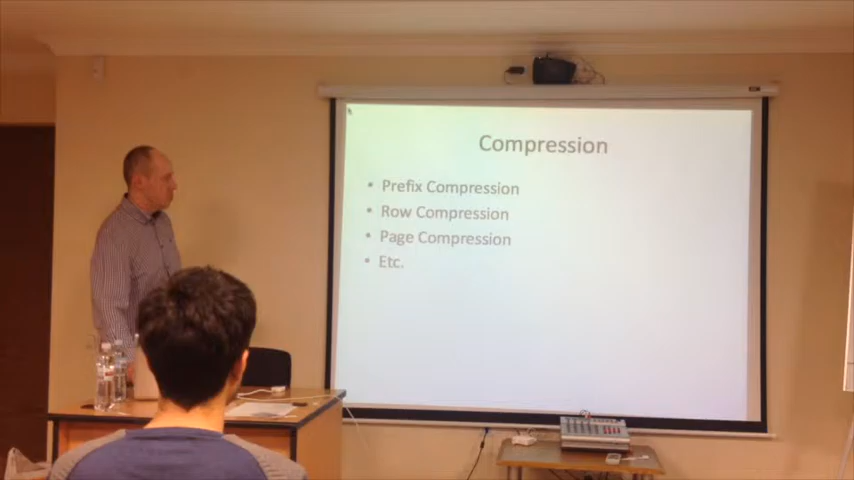 Compression
• Prefix Compression
• Row Compression
• Page Compression
• Etc.